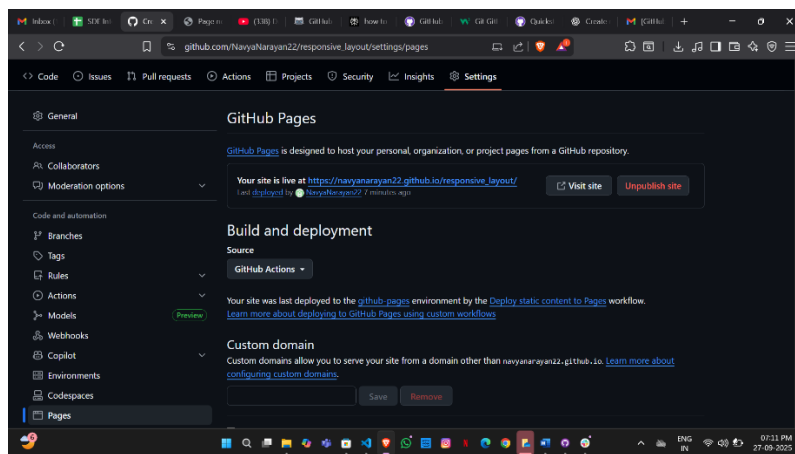 Inbox
SDE Int
Cre
Page n
(138) D
GitHub
how to
GitHub
Git Git
Quickst
Create
[GitHub
github.com/NavyaNarayan22/responsive_layout/settings/pages
Code
Issues
Pull requests
Actions
Projects
Security
Insights
Settings
General
Access
Collaborators
Moderation options
Code and automation
Branches
Tags
Rules
Actions
Models Preview
Webhooks
Copilot
Environments
Codespaces
Pages
GitHub Pages
GitHub Pages is designed to host your personal, organization, or project pages from a GitHub repository.
Your site is live at https://navyanarayan22.github.io/responsive_layout/
Last deployed by NavyaNarayan22 7 minutes ago
Visit site
Unpublish site
Build and deployment
Source
GitHub Actions
Your site was last deployed to the github-pages environment by the Deploy static content to Pages workflow.
Learn more about deploying to GitHub Pages using custom workflows
Custom domain
Custom domains allow you to serve your site from a domain other than navyanarayan22.github.io. Learn more about
configuring custom domains.
Save
Remove
ENG
IN
07:11 PM
27-09-2025